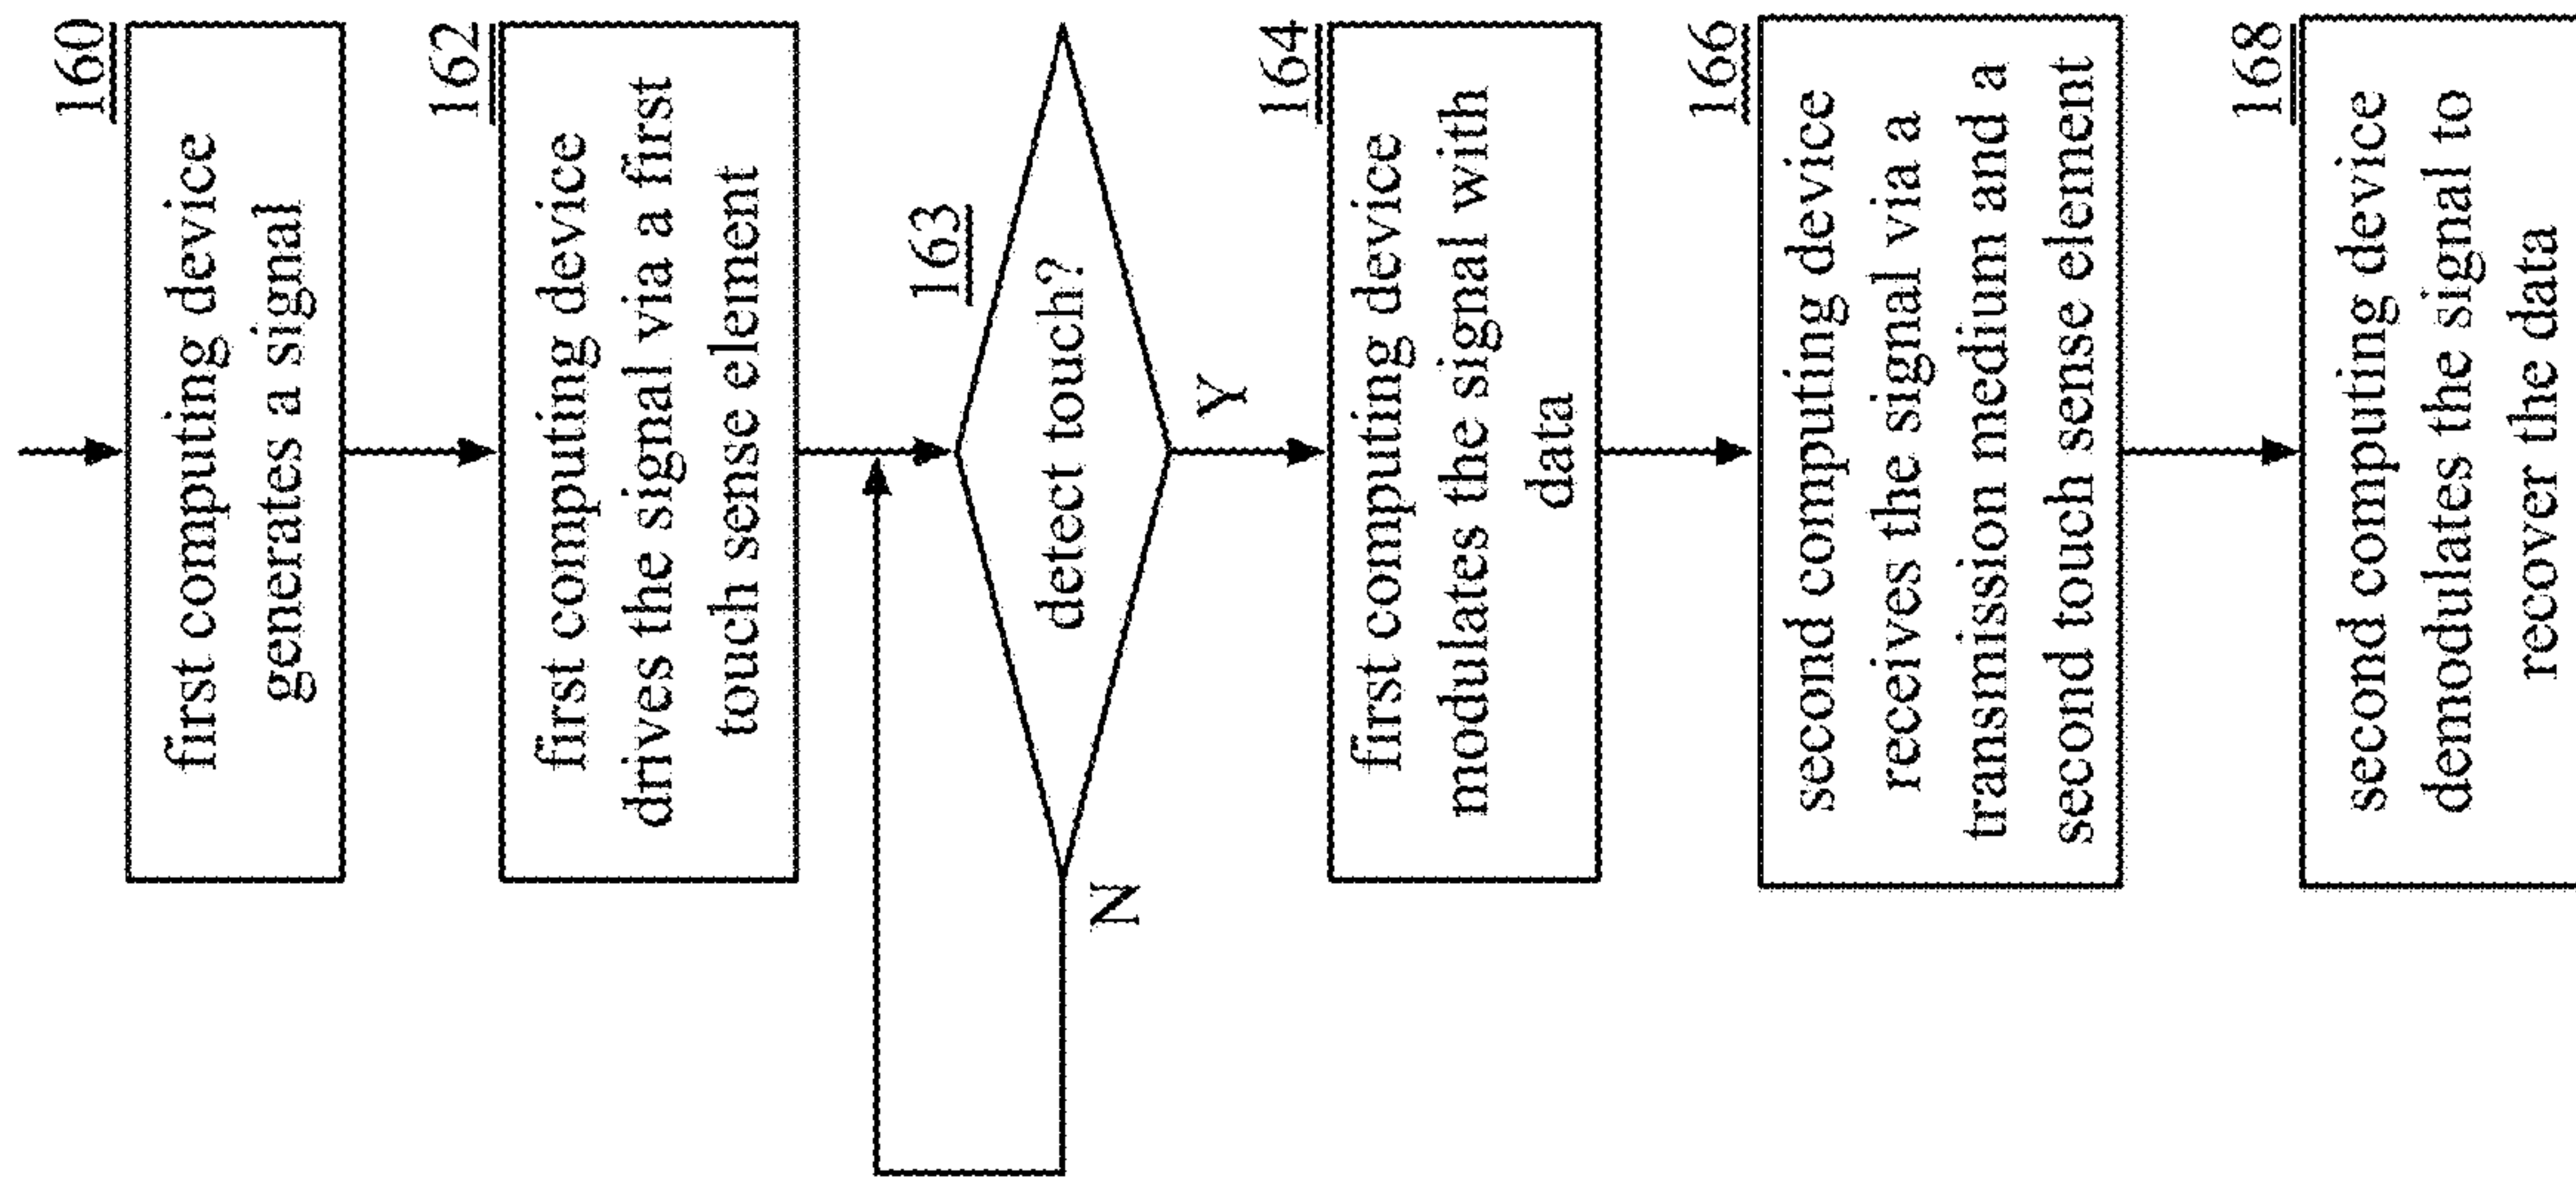 160
first computing device
generates a signal
162
first computing device
drives the signal via a first
touch sense element
163
detect touch?
N
Y
164
first computing device
modulates the signal with
data
166
second computing device
receives the signal via a
transmission medium and a
second touch sense element
168
second computing device
demodulates the signal to
recover the data